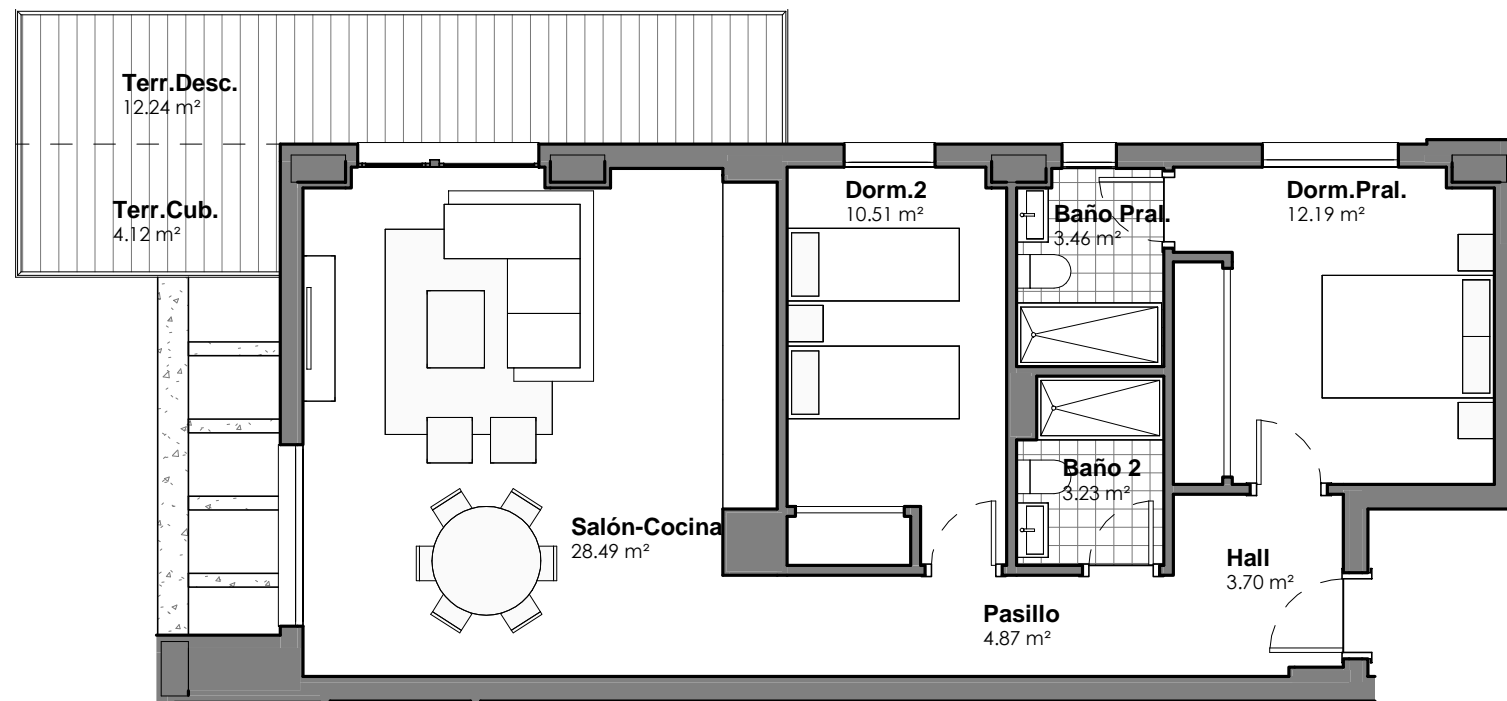 Terr.Desc.
12.24 m²
Terr.Cub.
4.12 m²
Dorm.2
10.51 m²
Baño Pral.
3.46 m²
Dorm.Pral.
12.19 m²
Baño 2
3.23 m²
Salón-Cocina
28.49 m²
Hall
3.70 m²
Pasillo
4.87 m²